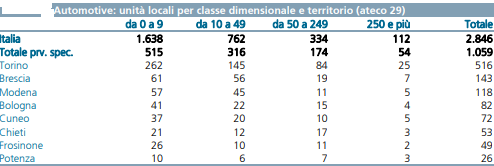 Automotive: unità locali per classe dimensionale e territorio (ateco 29)
da 0 a 9 da 10 a 49 da 50 a 249 250 e più Totale
Italia 1.638 762 334 112 2.846
Totale prv. spec. 515 316 174 54 1.059
Torino 262 145 84 25 516
Brescia 61 56 19 7 143
Modena 57 45 11 5 118
Bologna 41 22 15 4 82
Cuneo 37 20 10 5 72
Chieti 21 12 17 3 53
Frosinone 26 10 11 2 49
Potenza 10 6 7 3 26